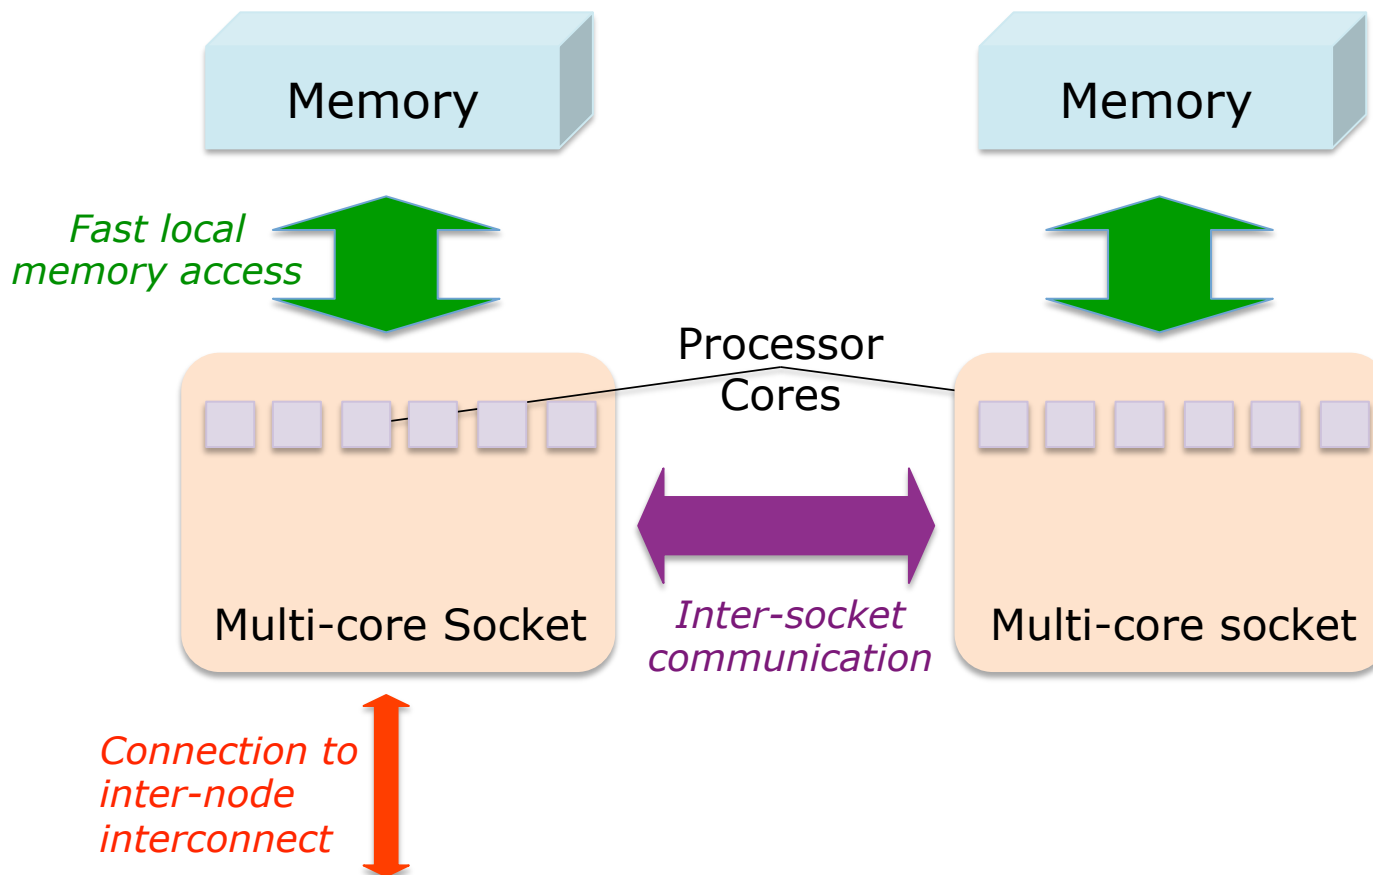 Memory
Memory
Fast local
memory access
Processor
Cores
Multi-core Socket
Inter-socket
communication
Multi-core socket
Connection to
inter-node
interconnect